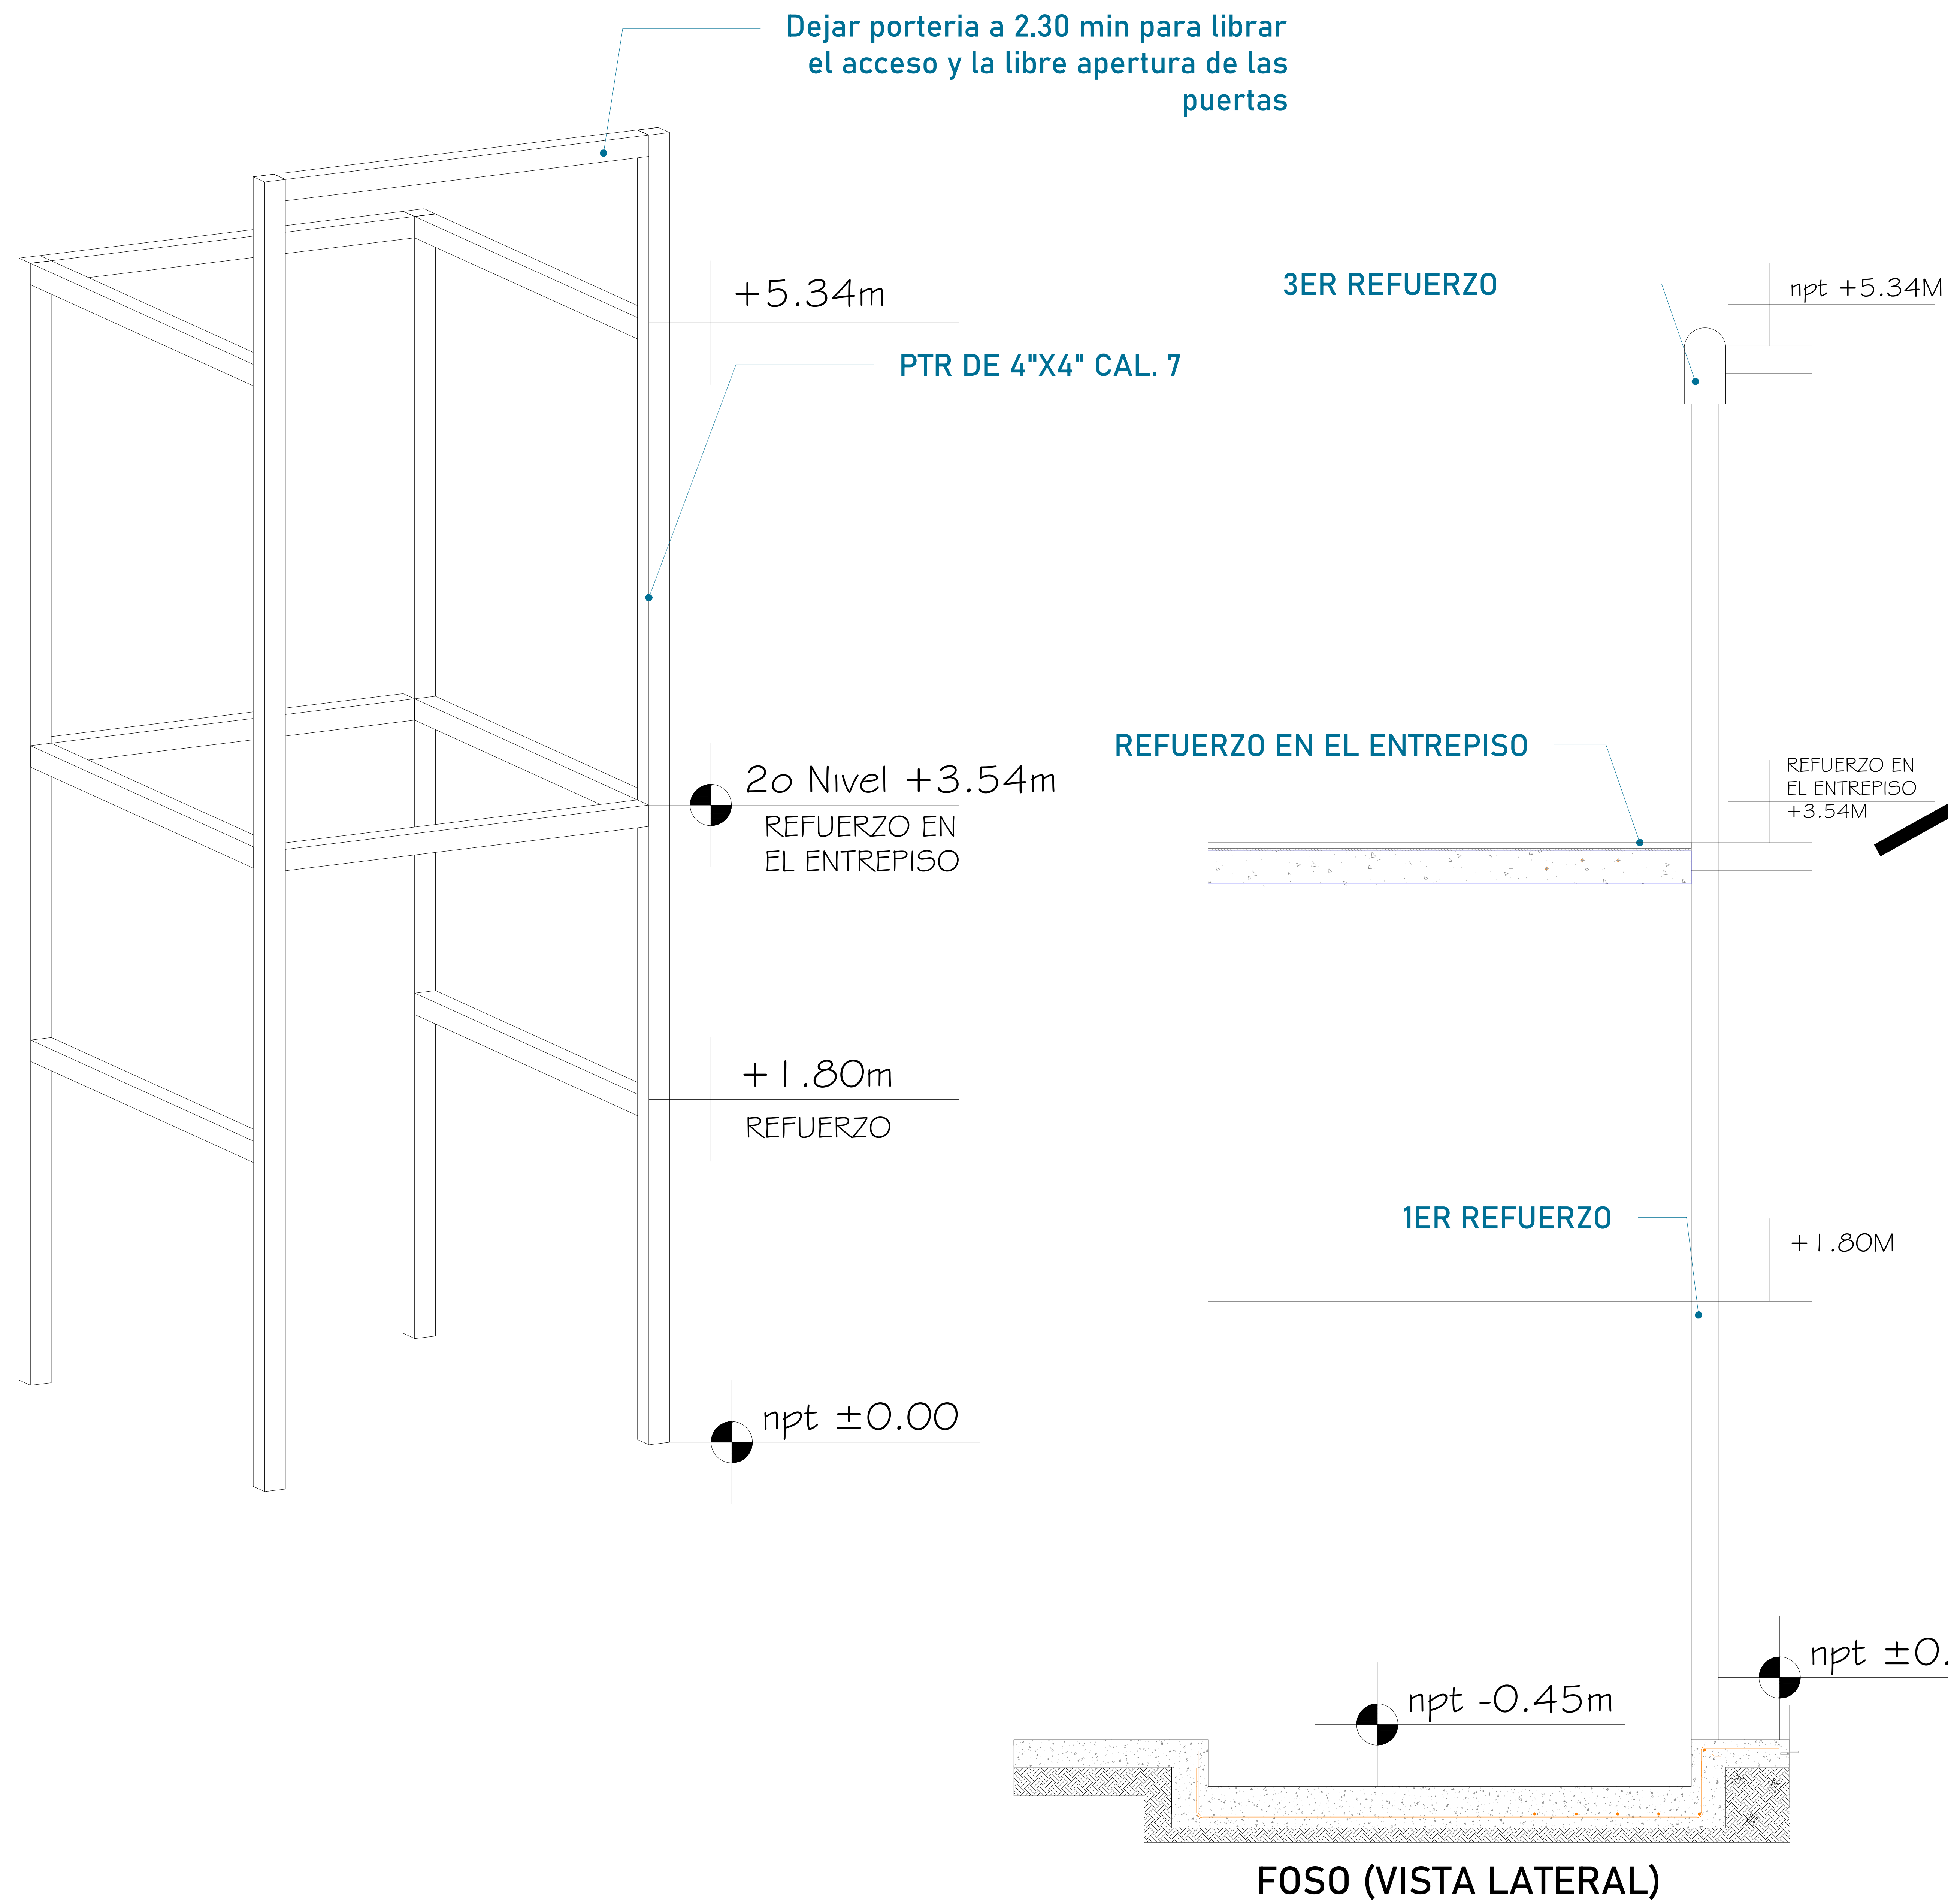 Dejar porteria a 2.30 min para librar
el acceso y la libre apertura de las
puertas
+5.34m
PTR DE 4"X4" CAL. 7
2o Nivel +3.54m
REFUERZO EN
EL ENTREPISO
+1.80m
REFUERZO
npt ±0.00
3ER REFUERZO
npt +5.34M
REFUERZO EN EL ENTREPISO
REFUERZO EN
EL ENTREPISO
+3.54M
1ER REFUERZO
+1.80M
npt ±0.
npt -0.45m
FOSO (VISTA LATERAL)